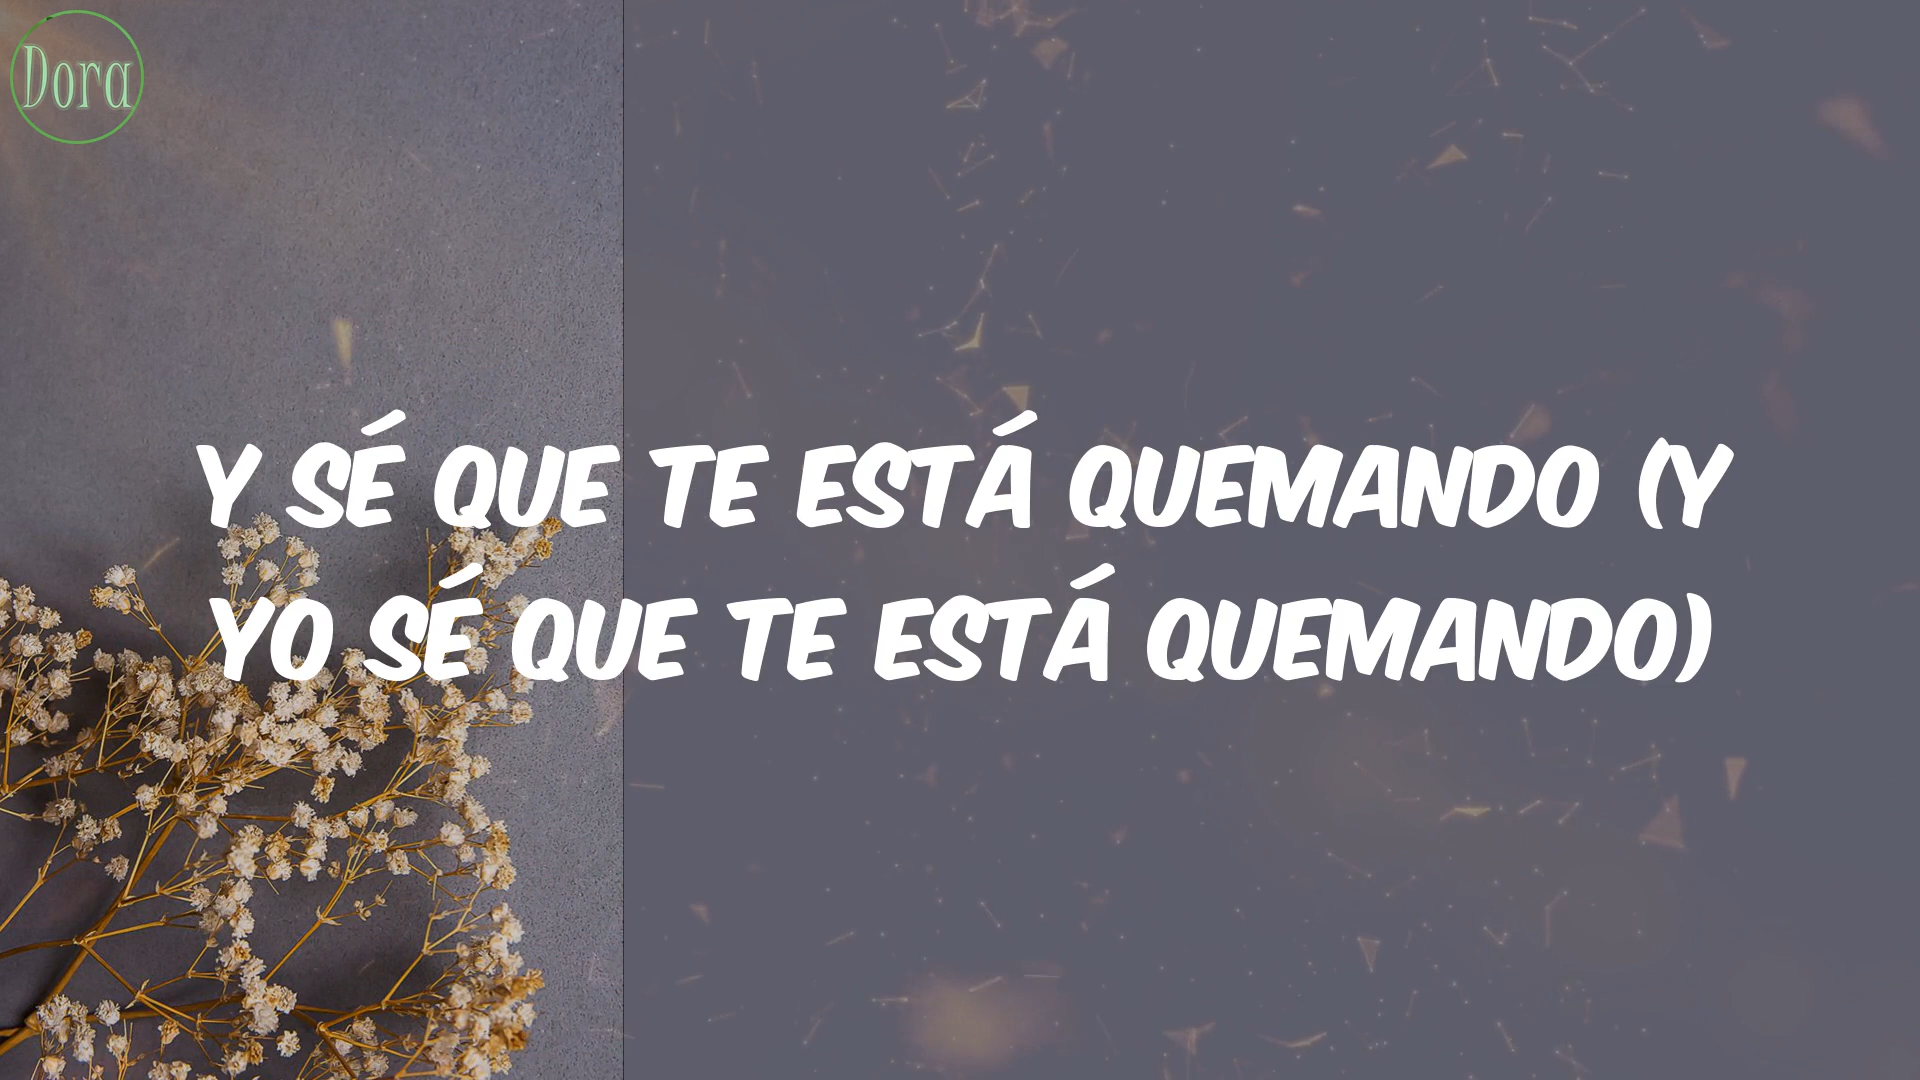 Dora
Y SÉ QUE TE ESTÁ QUEMANDO (Y
YO SÉ QUE TE ESTÁ QUEMANDO)